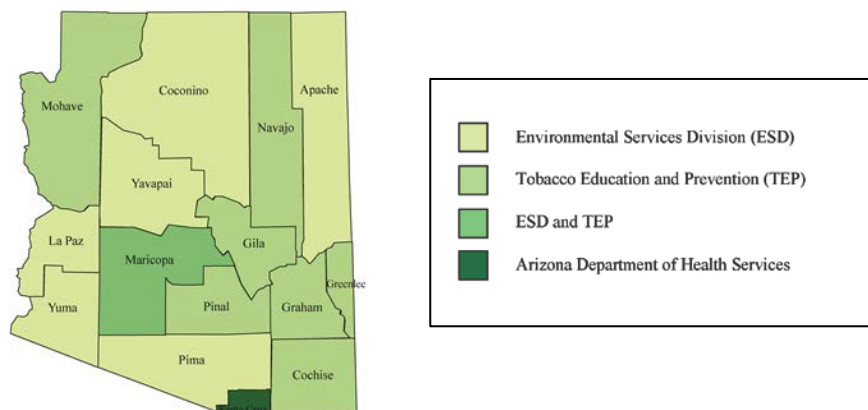 Mohave
Coconino
Navajo
Apache
Yavapai
La Paz
Maricopa
Gila
Yuma
Pinal
Graham
Greenlee
Pima
Cochise
Environmental Services Division (ESD)
Tobacco Education and Prevention (TEP)
ESD and TEP
Arizona Department of Health Services